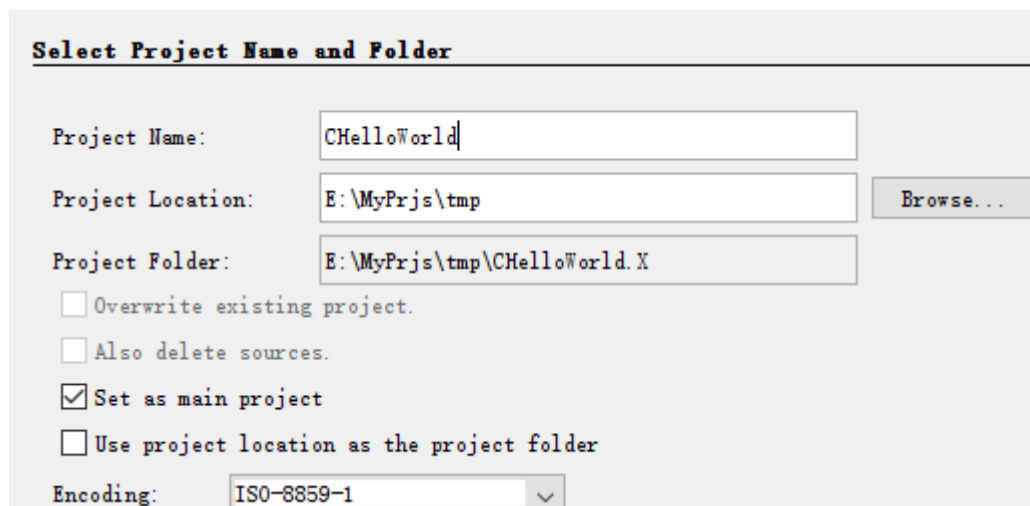 Select Project Name and Folder
Project Name: CHelloWorld
Project Location: E:\MyPrjs\tmp Browse...
Project Folder: E:\MyPrjs\tmp\CHelloWorld.X
Overwrite existing project.
Also delete sources.
Set as main project
Use project location as the project folder
Encoding: ISO-8859-1